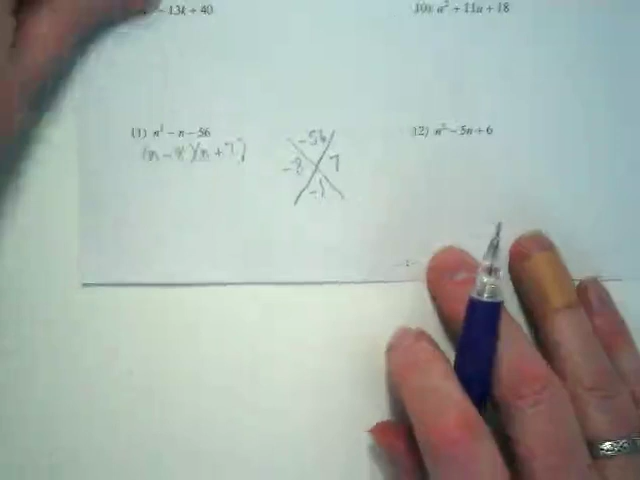 - 13k + 40
10) a² + 11a + 18
11) n² - n - 56
(n - 8)(n + 7)
-56
-8 7
-1
12) n² - 5n + 6